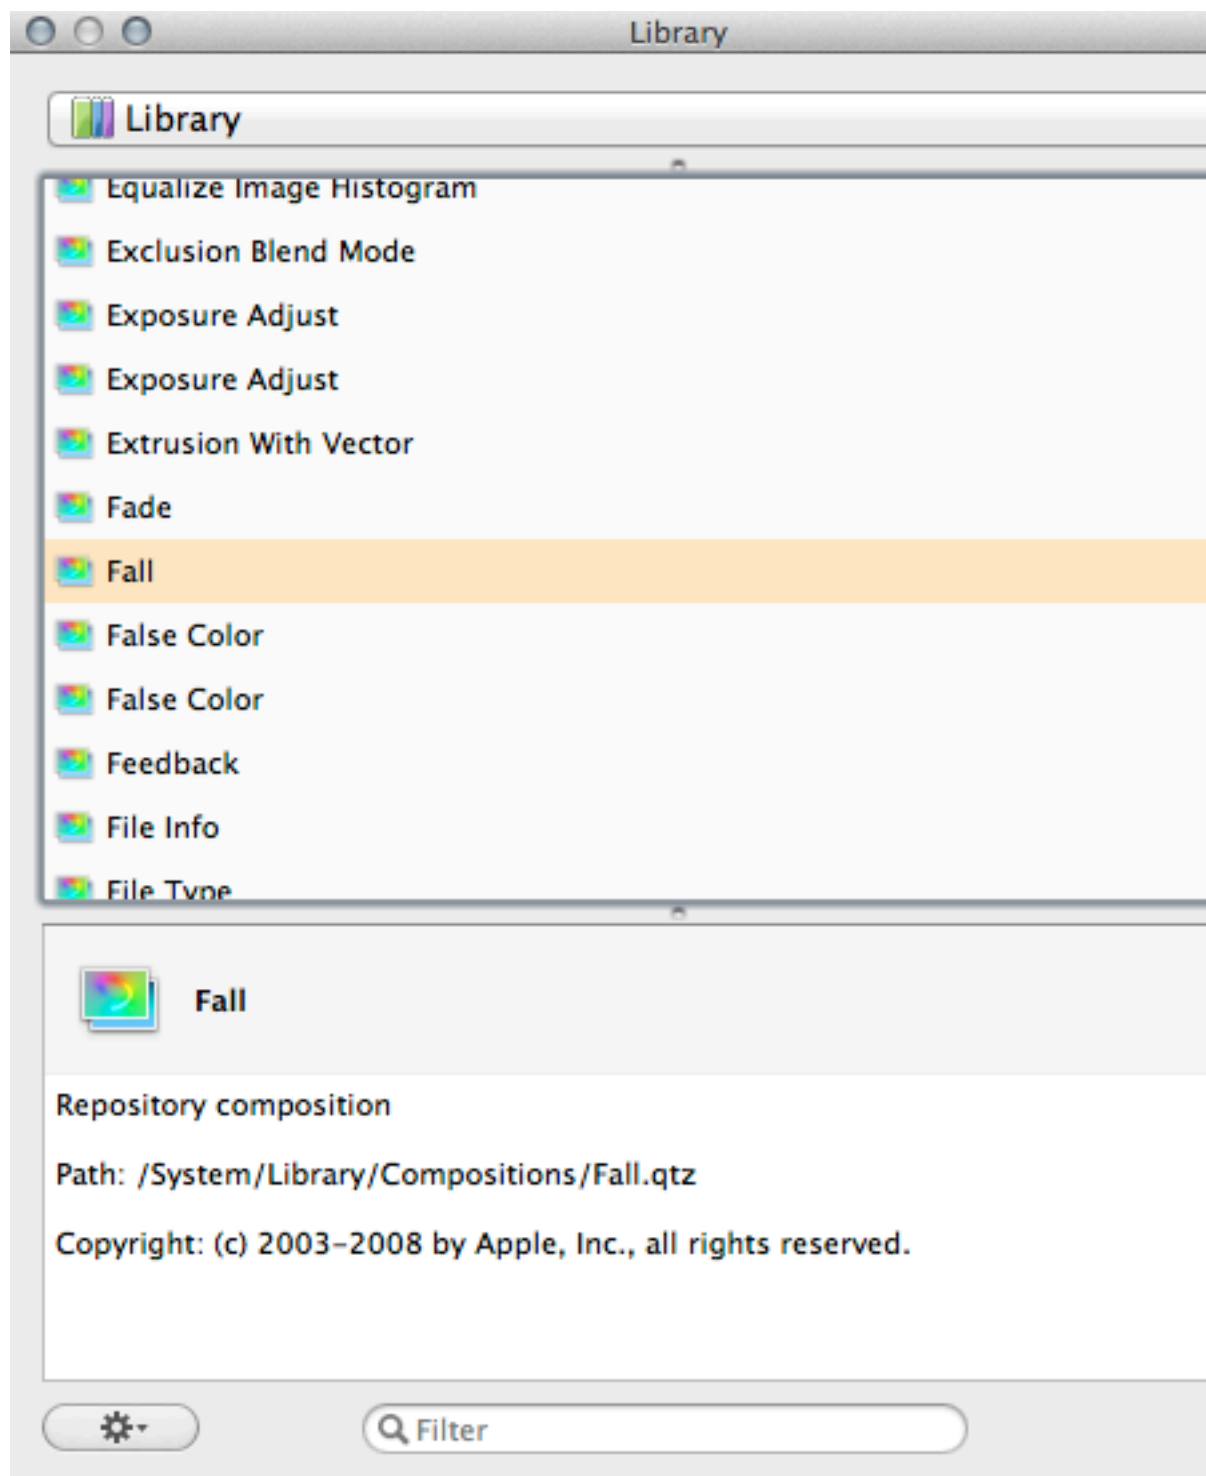 Library
Library
Equalize Image Histogram
Exclusion Blend Mode
Exposure Adjust
Exposure Adjust
Extrusion With Vector
Fade
Fall
False Color
False Color
Feedback
File Info
File Type
Fall
Repository composition
Path: /System/Library/Compositions/Fall.qtz
Copyright: (c) 2003–2008 by Apple, Inc., all rights reserved.
Filter